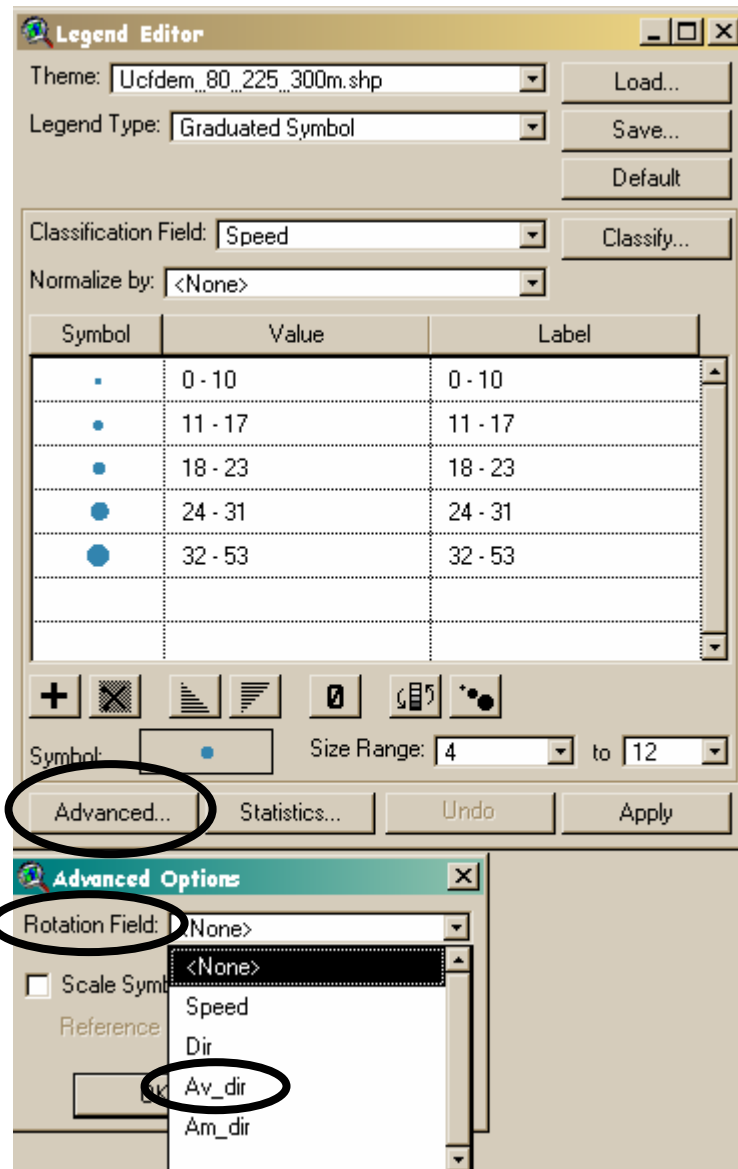 Legend Editor
Theme: Ucfdem_80_225_300m.shp
Load...
Legend Type: Graduated Symbol
Save...
Default
Classification Field: Speed
Classify...
Normalize by: <None>
Symbol Value Label
0 - 10 0 - 10
11 - 17 11 - 17
18 - 23 18 - 23
24 - 31 24 - 31
32 - 53 32 - 53
Symbol: Size Range: 4 to 12
Advanced... Statistics... Undo Apply
Advanced Options
Rotation Field: <None>
<None>
Scale
Speed
Reference
Dir
Av_dir
Am_dir